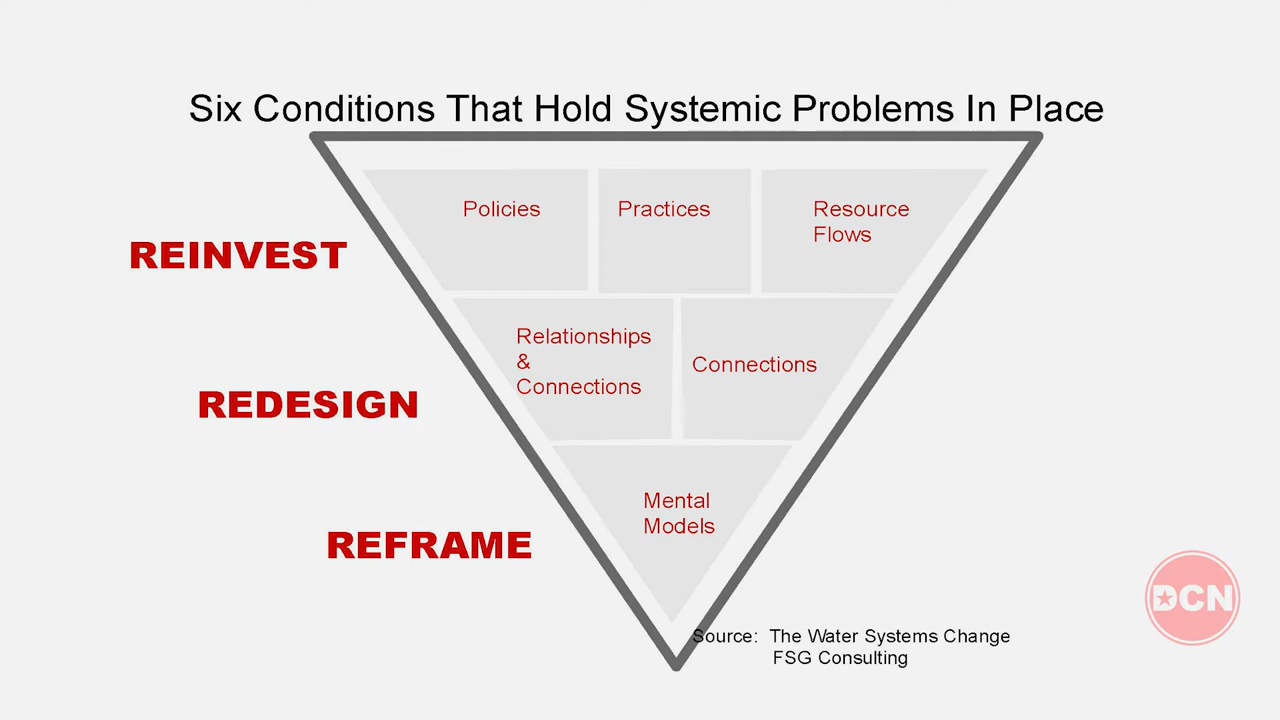 Six Conditions That Hold Systemic Problems In Place
Policies
Practices
Resource
Flows
REINVEST
Relationships
&
Connections
Connections
REDESIGN
Mental
Models
REFRAME
Source: The Water Systems Change
FSG Consulting
DCN